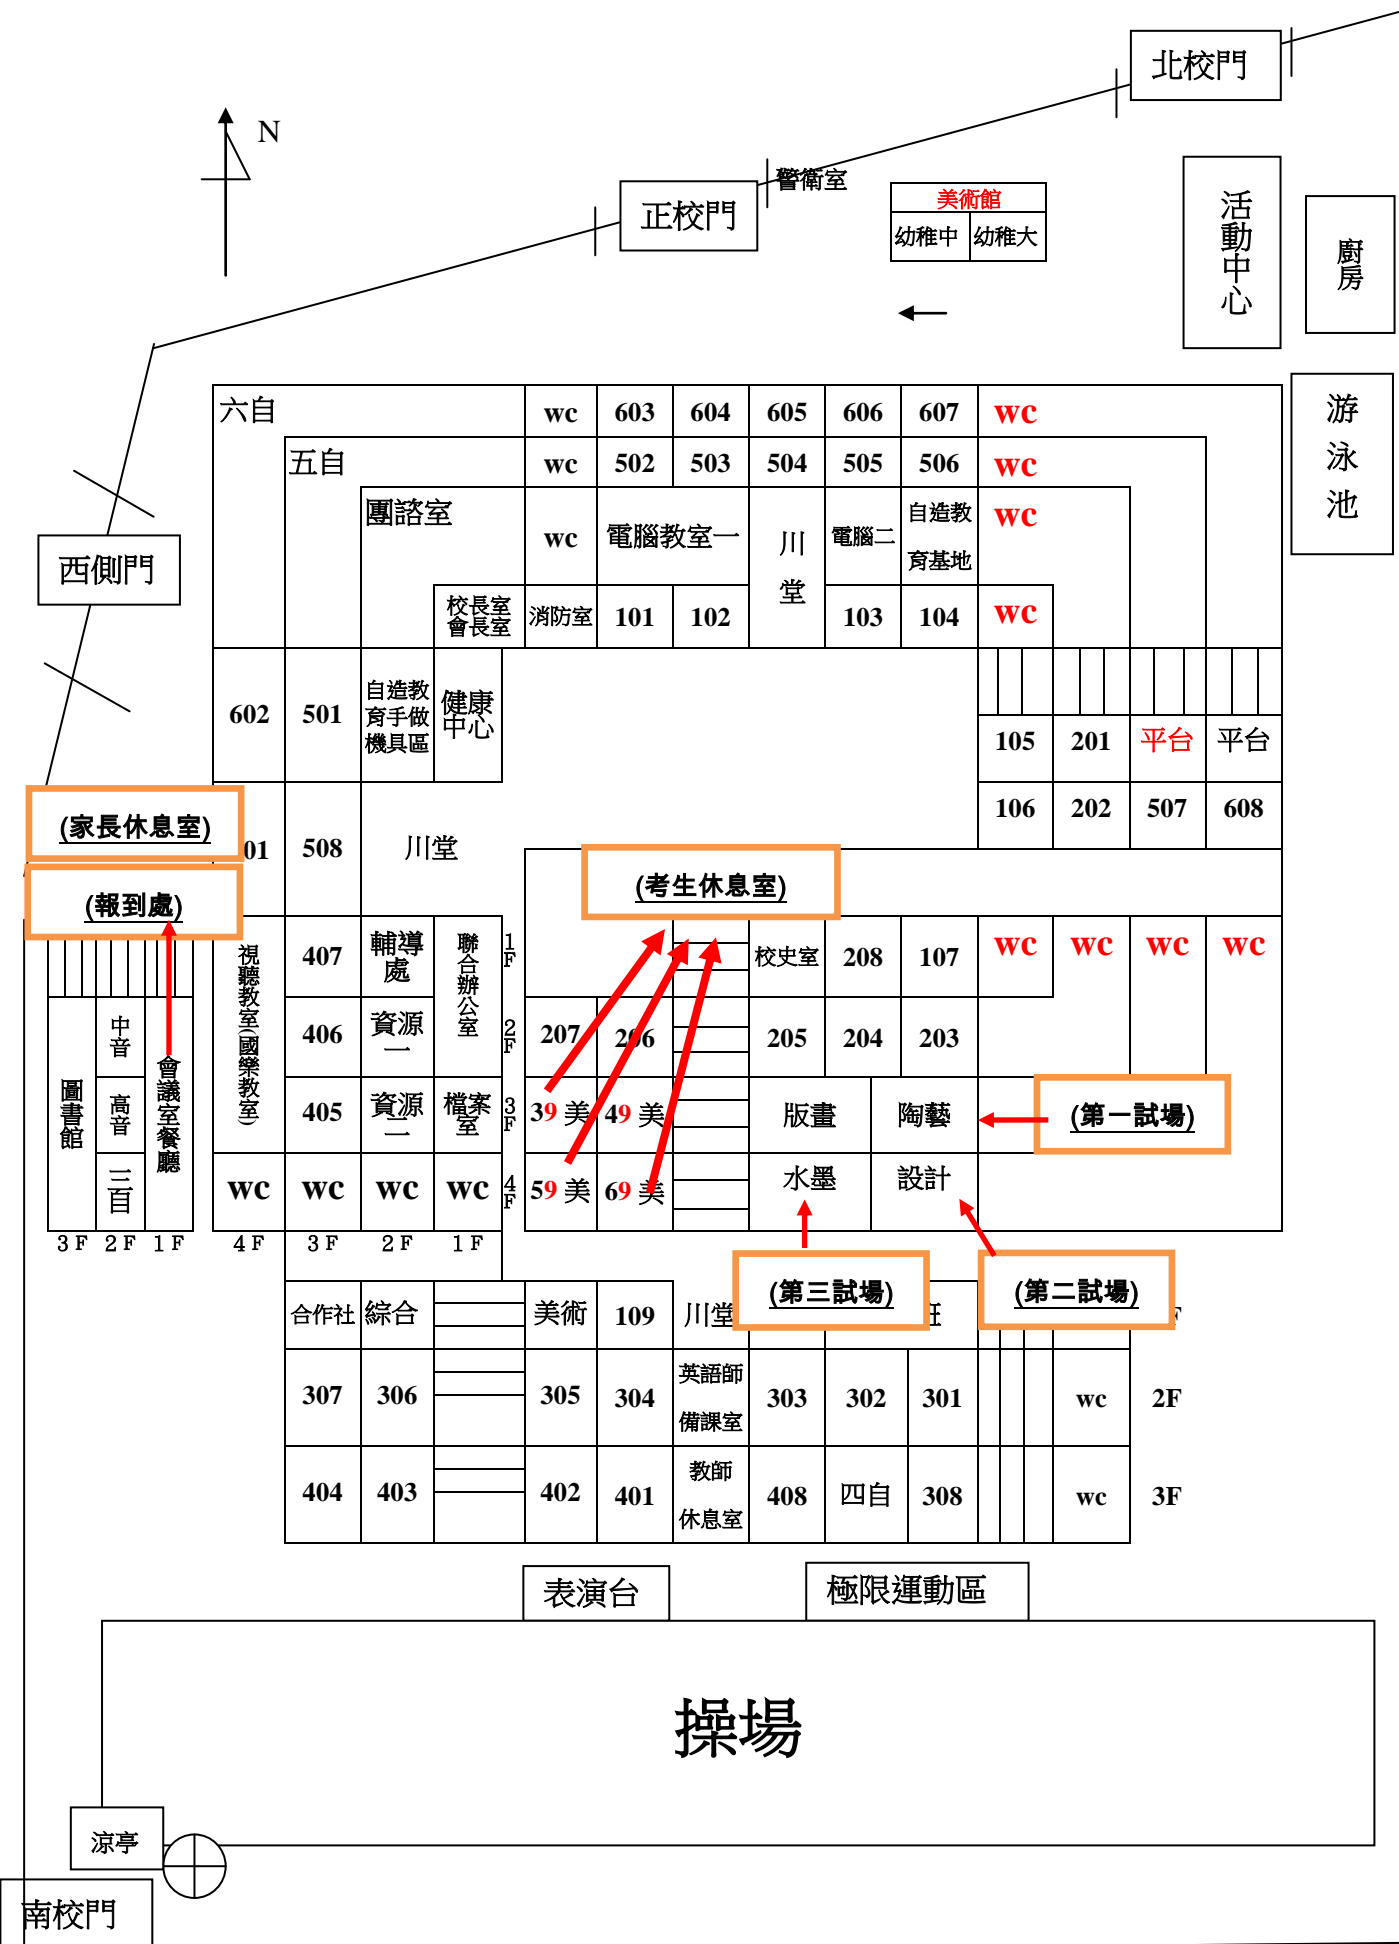 北校門
N
警衛室
正校門
美術館
幼稚中 幼稚大
活動中心
廚房
游泳池
六自 wc 603 604 605 606 607 wc
五自 wc 502 503 504 505 506 wc
團諮室 wc 電腦教室一 川堂 電腦二 自造教育基地 wc
西側門
校長室會長室 消防室 101 102 103 104 wc
602 501 自造教育手做機具區 健康中心
105 201 平台 平台
106 202 507 608
(家長休息室)
01 508 川堂
(報到處)
(考生休息室)
視聽教室(國樂教室) 407 輔導處 聯合辦公室 1F 校史室 208 107 wc wc wc wc
406 資源一 2F 207 206 205 204 203
圖書館 中音 高音 三百 會議室餐廳
405 資源二 檔案室 3F 39 美 49 美 版畫 陶藝 (第一試場)
wc wc wc wc 4F 59 美 69 美 水墨 設計
3F 2F 1F 4F 3F 2F 1F
(第三試場) (第二試場)
合作社 綜合 美術 109 川堂 班 F
307 306 305 304 英語師備課室 303 302 301 wc 2F
404 403 402 401 教師休息室 408 四自 308 wc 3F
表演台 極限運動區
操場
涼亭
南校門